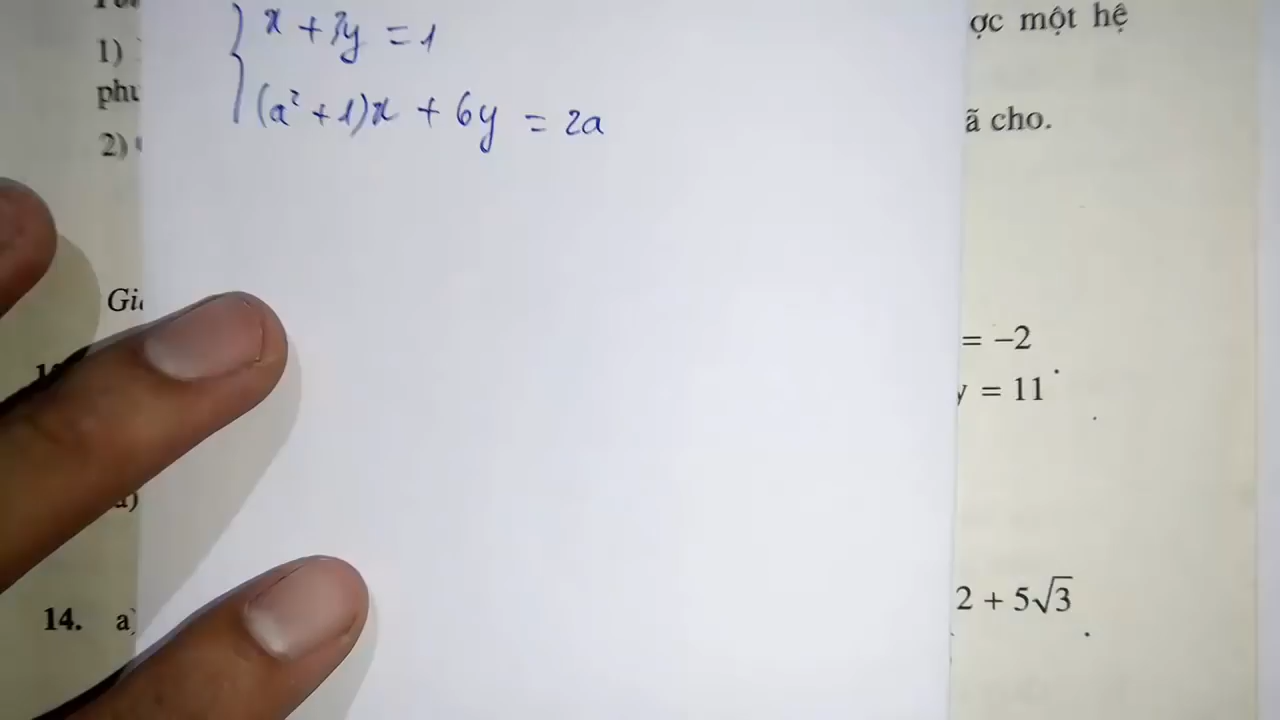 1)
x + 3y = 1
ợc một hệ
phư
(a² + 1)x + 6y = 2a
ã cho.
2)
Giả
= −2
y = 11
14. a)
2 + 5√3